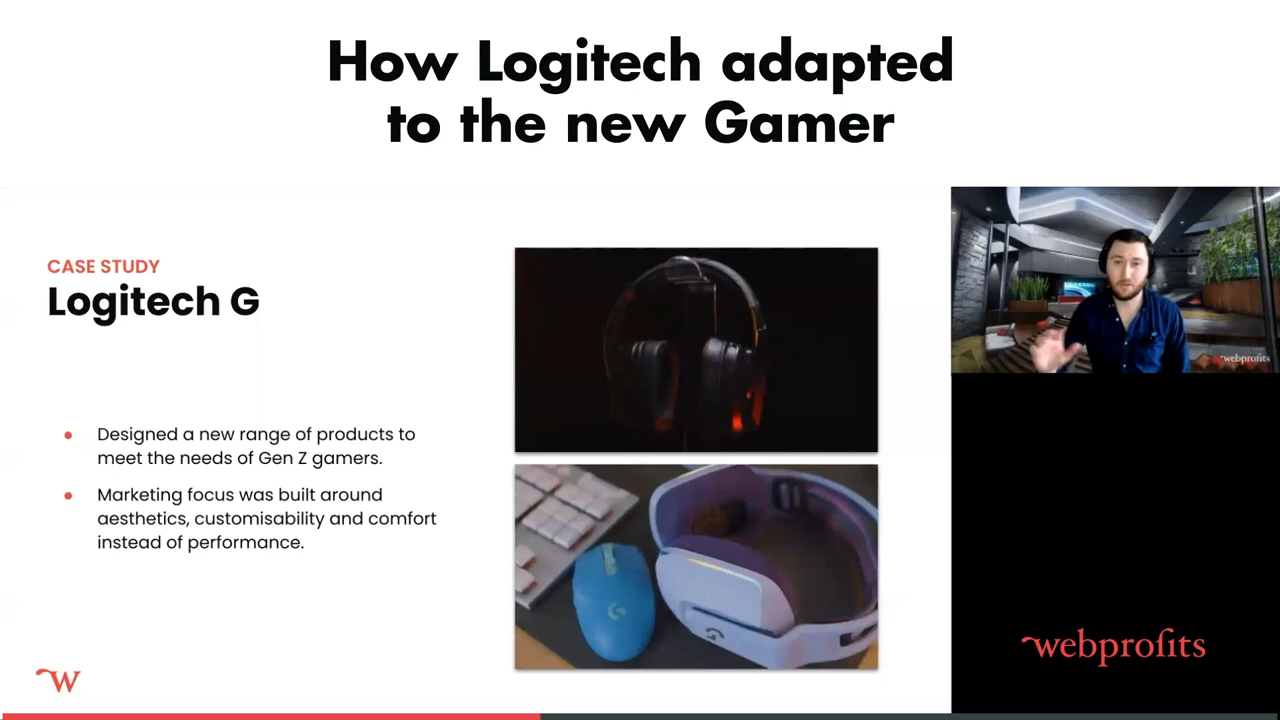 How Logitech adapted
to the new Gamer
CASE STUDY
Logitech G
webprofits
Designed a new range of products to
meet the needs of Gen Z gamers.
Marketing focus was built around
aesthetics, customisability and comfort
instead of performance.
webprofits
W